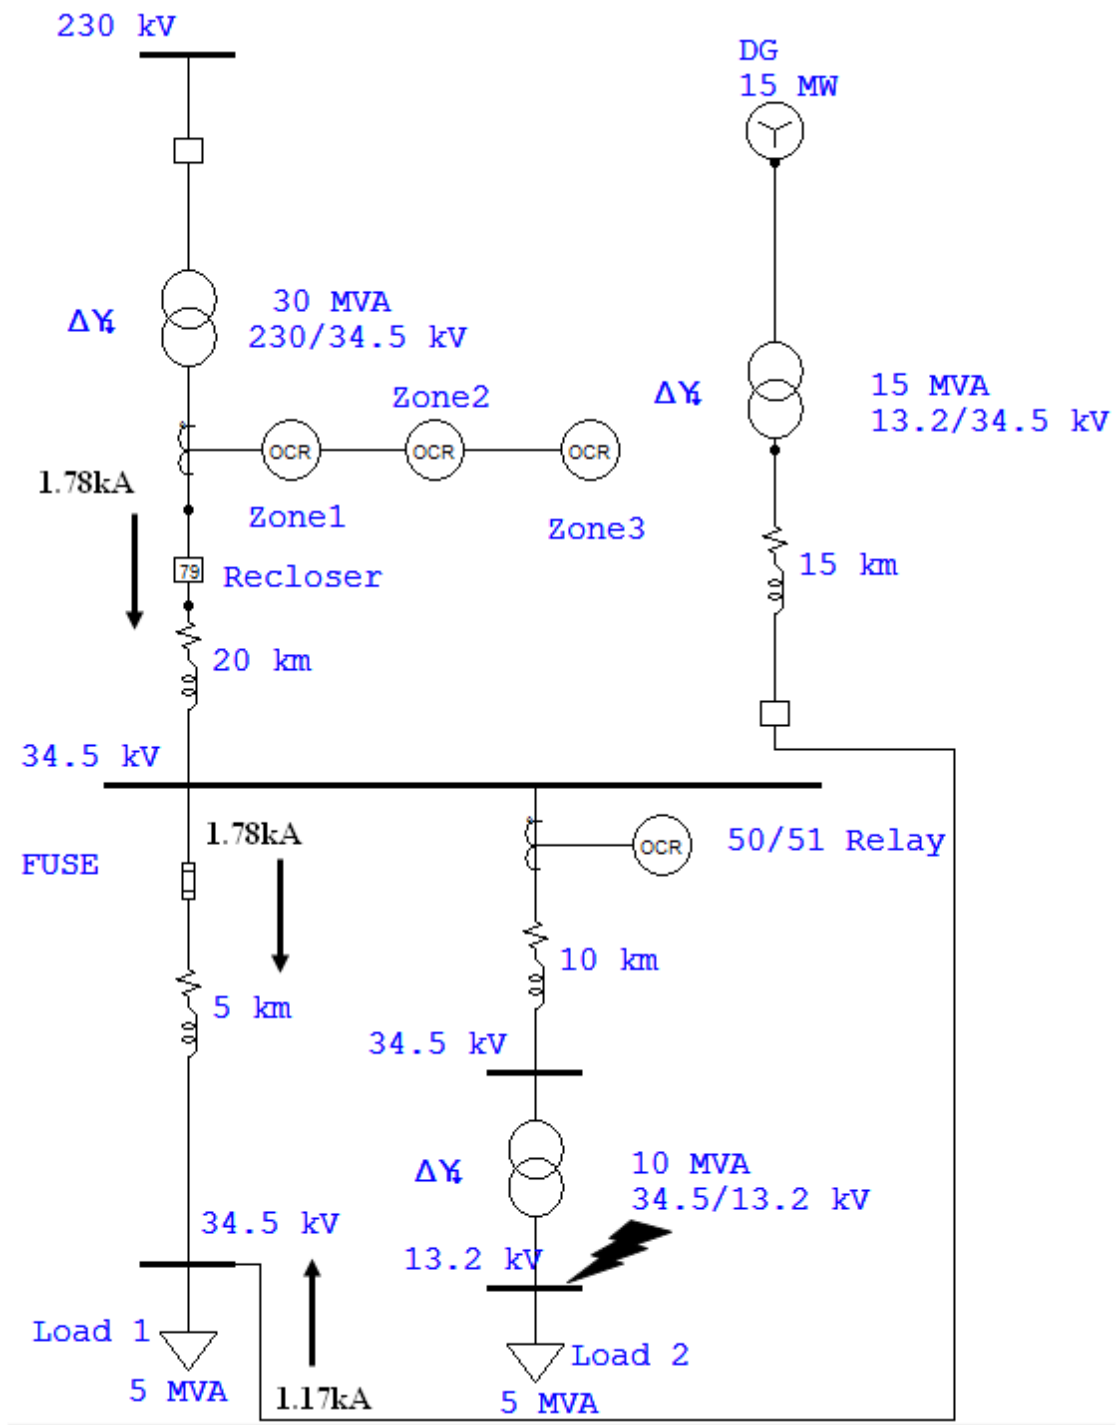 230 kV
DG
15 MW
30 MVA
230/34.5 kV
ΔY
Zone2
ΔY
15 MVA
13.2/34.5 kV
OCR
OCR
OCR
1.78kA
Zone1
Zone3
79
Recloser
15 km
20 km
34.5 kV
1.78kA
FUSE
OCR
50/51 Relay
10 km
5 km
34.5 kV
ΔY
10 MVA
34.5/13.2 kV
34.5 kV
13.2 kV
Load 1
Load 2
5 MVA
1.17kA
5 MVA